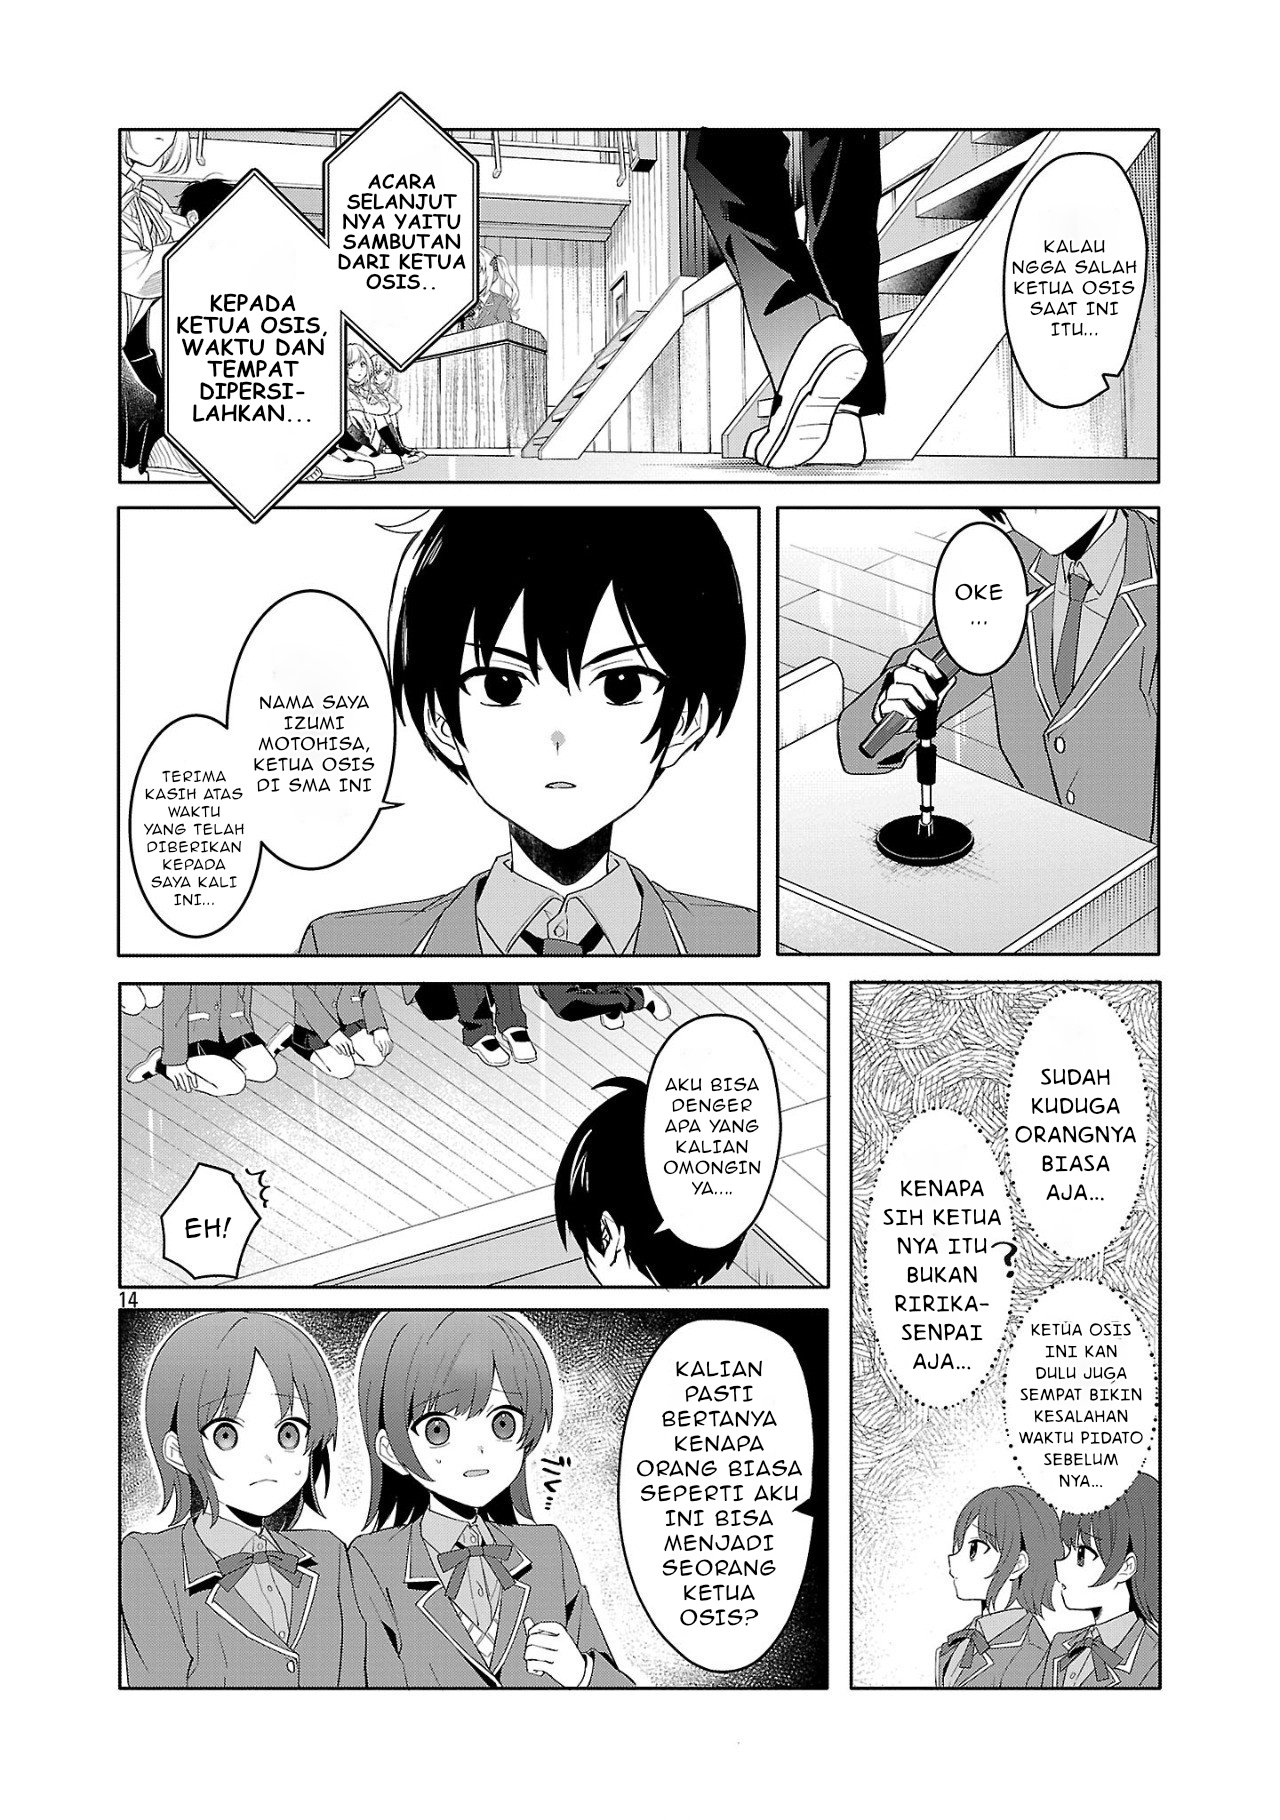 KALAU
NGGA SALAH
KETUA OSIS
SAAT INI
ITU...
ACARA
SELANJUT
NYA YAITU
SAMBUTAN
DARI KETUA
OSIS..
KEPADA
KETUA OSIS,
WAKTU DAN
TEMPAT
DIPERSI-
LAHKAN...
OKE
...
NAMA SAYA
IZUMI
MOTOHISA,
KETUA OSIS
DI SMA INI
TERIMA
KASIH ATAS
WAKTU
YANG TELAH
DIBERIKAN
KEPADA
SAYA KALI
INI...
SUDAH
KUDUGA
ORANGNYA
BIASA
AJA...
KENAPA
SIH KETUA
NYA ITU
BUKAN
RIRIKA-
SENPAI
AJA...
?
KETUA OSIS
INI KAN
DULU JUGA
SEMPAT BIKIN
KESALAHAN
WAKTU PIDATO
SEBELUM
NYA...
AKU BISA
DENGER
APA YANG
KALIAN
OMONGIN
YA....
EH!
14
KALIAN
PASTI
BERTANYA
KENAPA
ORANG BIASA
SEPERTI AKU
INI BISA
MENJADI
SEORANG
KETUA
OSIS?